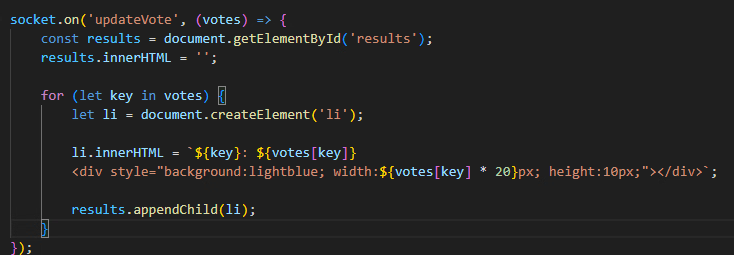 socket.on('updateVote', (votes) => {
    const results = document.getElementById('results');
    results.innerHTML = '';

    for (let key in votes) {
        let li = document.createElement('li');

        li.innerHTML = `${key}: ${votes[key]}
        <div style="background:lightblue; width:${votes[key] * 20}px; height:10px;"></div>`;

        results.appendChild(li);
    }
});